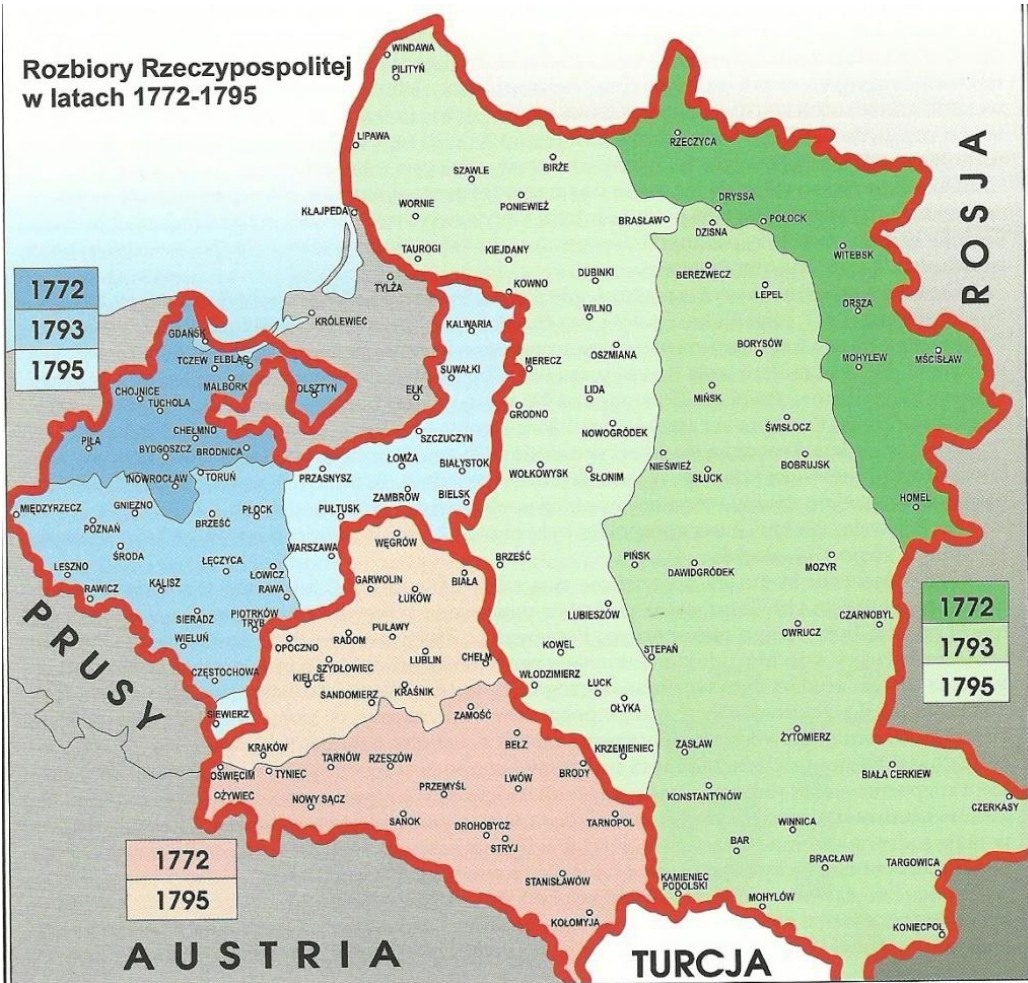 Rozbiory Rzeczypospolitej
w latach 1772-1795
WINDAWA
PILITYŃ
LIPAWA
RZECZYCA
SZAWLE
BIRŻE
WORNIE
PONIEWIEŻ
KŁAJPEDA
BRASŁAW
DRYSSA
DZISNA
POŁOCK
TAUROGI
KIEJDANY
WITEBSK
TYLŻA
KOWNO
DUBINKI
BEREZWECZ
LEPEL
ORSZA
ROSJA
1772
1793
1795
KRÓLEWIEC
KALWARIA
WILNO
GDAŃSK
TCZEW
ELBLĄG
MALBORK
OLSZTYN
SUWAŁKI
MERECZ
OSZMIANA
BORYSÓW
MOHYLEW
MŚCISŁAW
CHOJNICE
TUCHOLA
EŁK
LIDA
MIŃSK
GRODNO
CHEŁMNO
NOWOGRÓDEK
ŚWISŁOCZ
PIŁA
BYDGOSZCZ
BRODNICA
SZCZUCZYN
ŁOMŻA
BIAŁYSTOK
WOŁKOWYSK
SŁONIM
NIEŚWIEŻ
SŁUCK
BOBRUJSK
INOWROCŁAW
TORUŃ
PRZASNYSZ
ZAMBRÓW
BIELSK
HOMEL
MIĘDZYRZECZ
POZNAŃ
GNIEZNO
BRZEŚĆ
PŁOCK
PUŁTUSK
ŚRODA
WARSZAWA
WĘGRÓW
BRZEŚĆ
PIŃSK
DAWIDGRÓDEK
MOZYR
LESZNO
RAWICZ
KALISZ
ŁĘCZYCA
ŁOWICZ
RAWA
GARWOLIN
ŁUKÓW
BIAŁA
1772
1793
1795
SIERADZ
PIOTRKÓW
TRYB
WIELUŃ
OPOCZNO
RADOM
PUŁAWY
LUBIESZÓW
CZARNOBYL
OWRUCZ
PRUSY
SZYDŁOWIEC
LUBLIN
CHEŁM
KOWEL
STEPAŃ
CZĘSTOCHOWA
KIELCE
SANDOMIERZ
KRAŚNIK
WŁODZIMIERZ
ŁUCK
OŁYKA
SIEWIERZ
ZAMOŚĆ
BEŁZ
KRZEMIENIEC
ZASŁAW
ŻYTOMIERZ
KRAKÓW
OŚWIĘCIM
TYNIEC
TARNÓW
RZESZÓW
BRODY
BIAŁA CERKIEW
ŻYWIEC
NOWY SĄCZ
PRZEMYŚL
LWÓW
KONSTANTYNÓW
CZERKASY
SANOK
DROHOBYCZ
STRYJ
TARNOPOL
WINNICA
BAR
1772
1795
STANISŁAWÓW
KAMIENIEC
PODOLSKI
BRACŁAW
TARGOWICA
KOŁOMYJA
MOHYLÓW
KONIECPOL
AUSTRIA
TURCJA